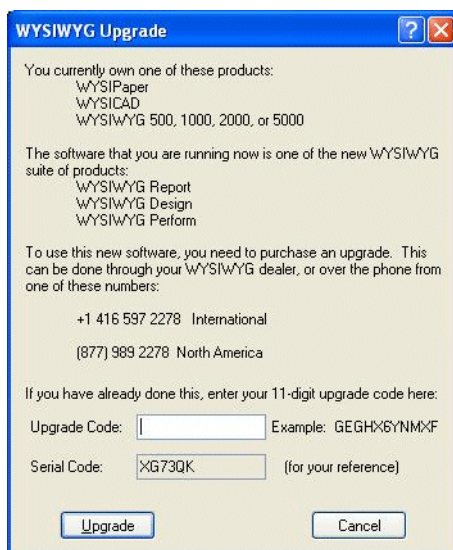 WYSIWYG Upgrade
You currently own one of these products:
WYSIPaper
WYSICAD
WYSIWYG 500, 1000, 2000, or 5000
The software that you are running now is one of the new WYSIWYG
suite of products:
WYSIWYG Report
WYSIWYG Design
WYSIWYG Perform
To use this new software, you need to purchase an upgrade. This
can be done through your WYSIWYG dealer, or over the phone from
one of these numbers:
+1 416 597 2278 International
(877) 989 2278 North America
If you have already done this, enter your 11-digit upgrade code here:
Upgrade Code: Example: GEGHX6YNMXF
Serial Code: XG73QK (for your reference)
Upgrade Cancel